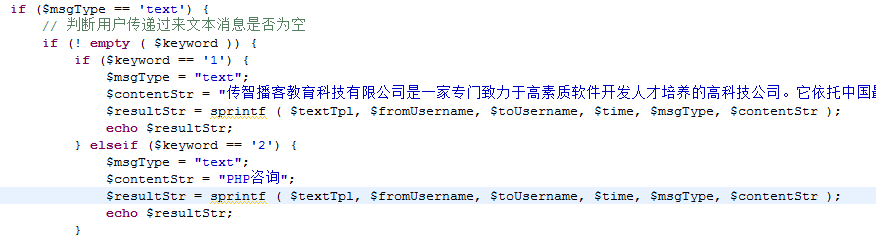 if ($msgType == 'text') {
// 判断用户传递过来文本消息是否为空
if (! empty ( $keyword )) {
if ($keyword == '1') {
$msgType = "text";
$contentStr = "传智播客教育科技有限公司是一家专门致力于高素质软件开发人才培养的高科技公司。它依托中国
$resultStr = sprintf ( $textTpl, $fromUsername, $toUsername, $time, $msgType, $contentStr );
echo $resultStr;
} elseif ($keyword == '2') {
$msgType = "text";
$contentStr = "PHP咨询";
$resultStr = sprintf ( $textTpl, $fromUsername, $toUsername, $time, $msgType, $contentStr );
echo $resultStr;
}